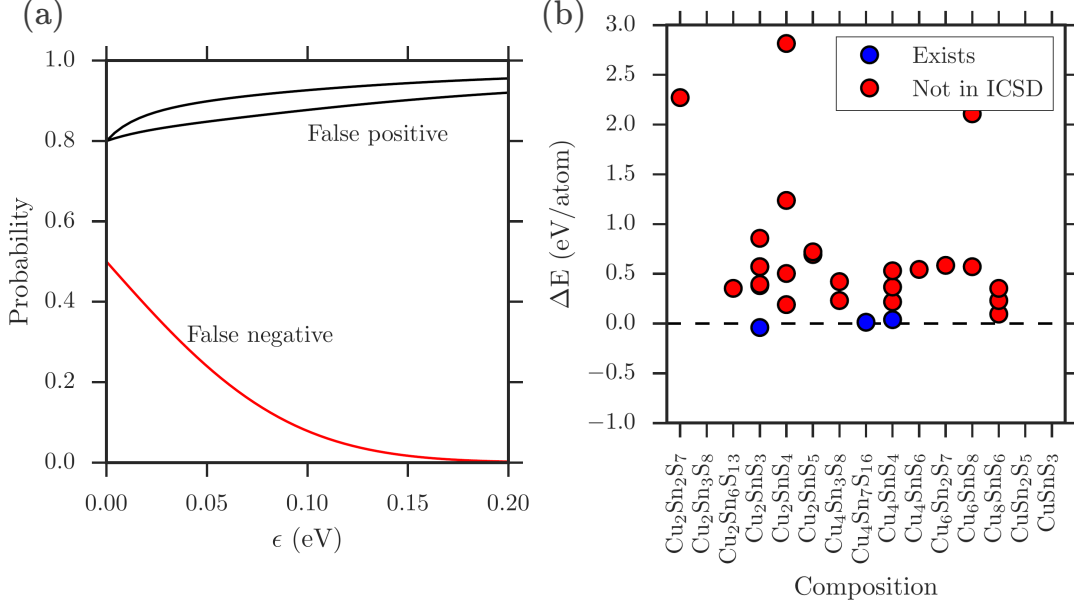 (a)
1.0
0.8
0.6
0.4
0.2
0.0
Probability
False positive
False negative
0.00 0.05 0.10 0.15 0.20
ϵ (eV)
(b)
3.0
2.5
2.0
1.5
1.0
0.5
0.0
−0.5
−1.0
ΔE (eV/atom)
Exists
Not in ICSD
Cu₂Sn₂S₇
Cu₂Sn₃S₈
Cu₂Sn₆S₁₃
Cu₂SnS₃
Cu₂SnS₄
Cu₂SnS₅
Cu₄Sn₃S₈
Cu₄Sn₇S₁₆
Cu₄SnS₄
Cu₄SnS₆
Cu₆Sn₂S₇
Cu₆SnS₈
Cu₈SnS₆
CuSn₂S₅
CuSnS₃
Composition